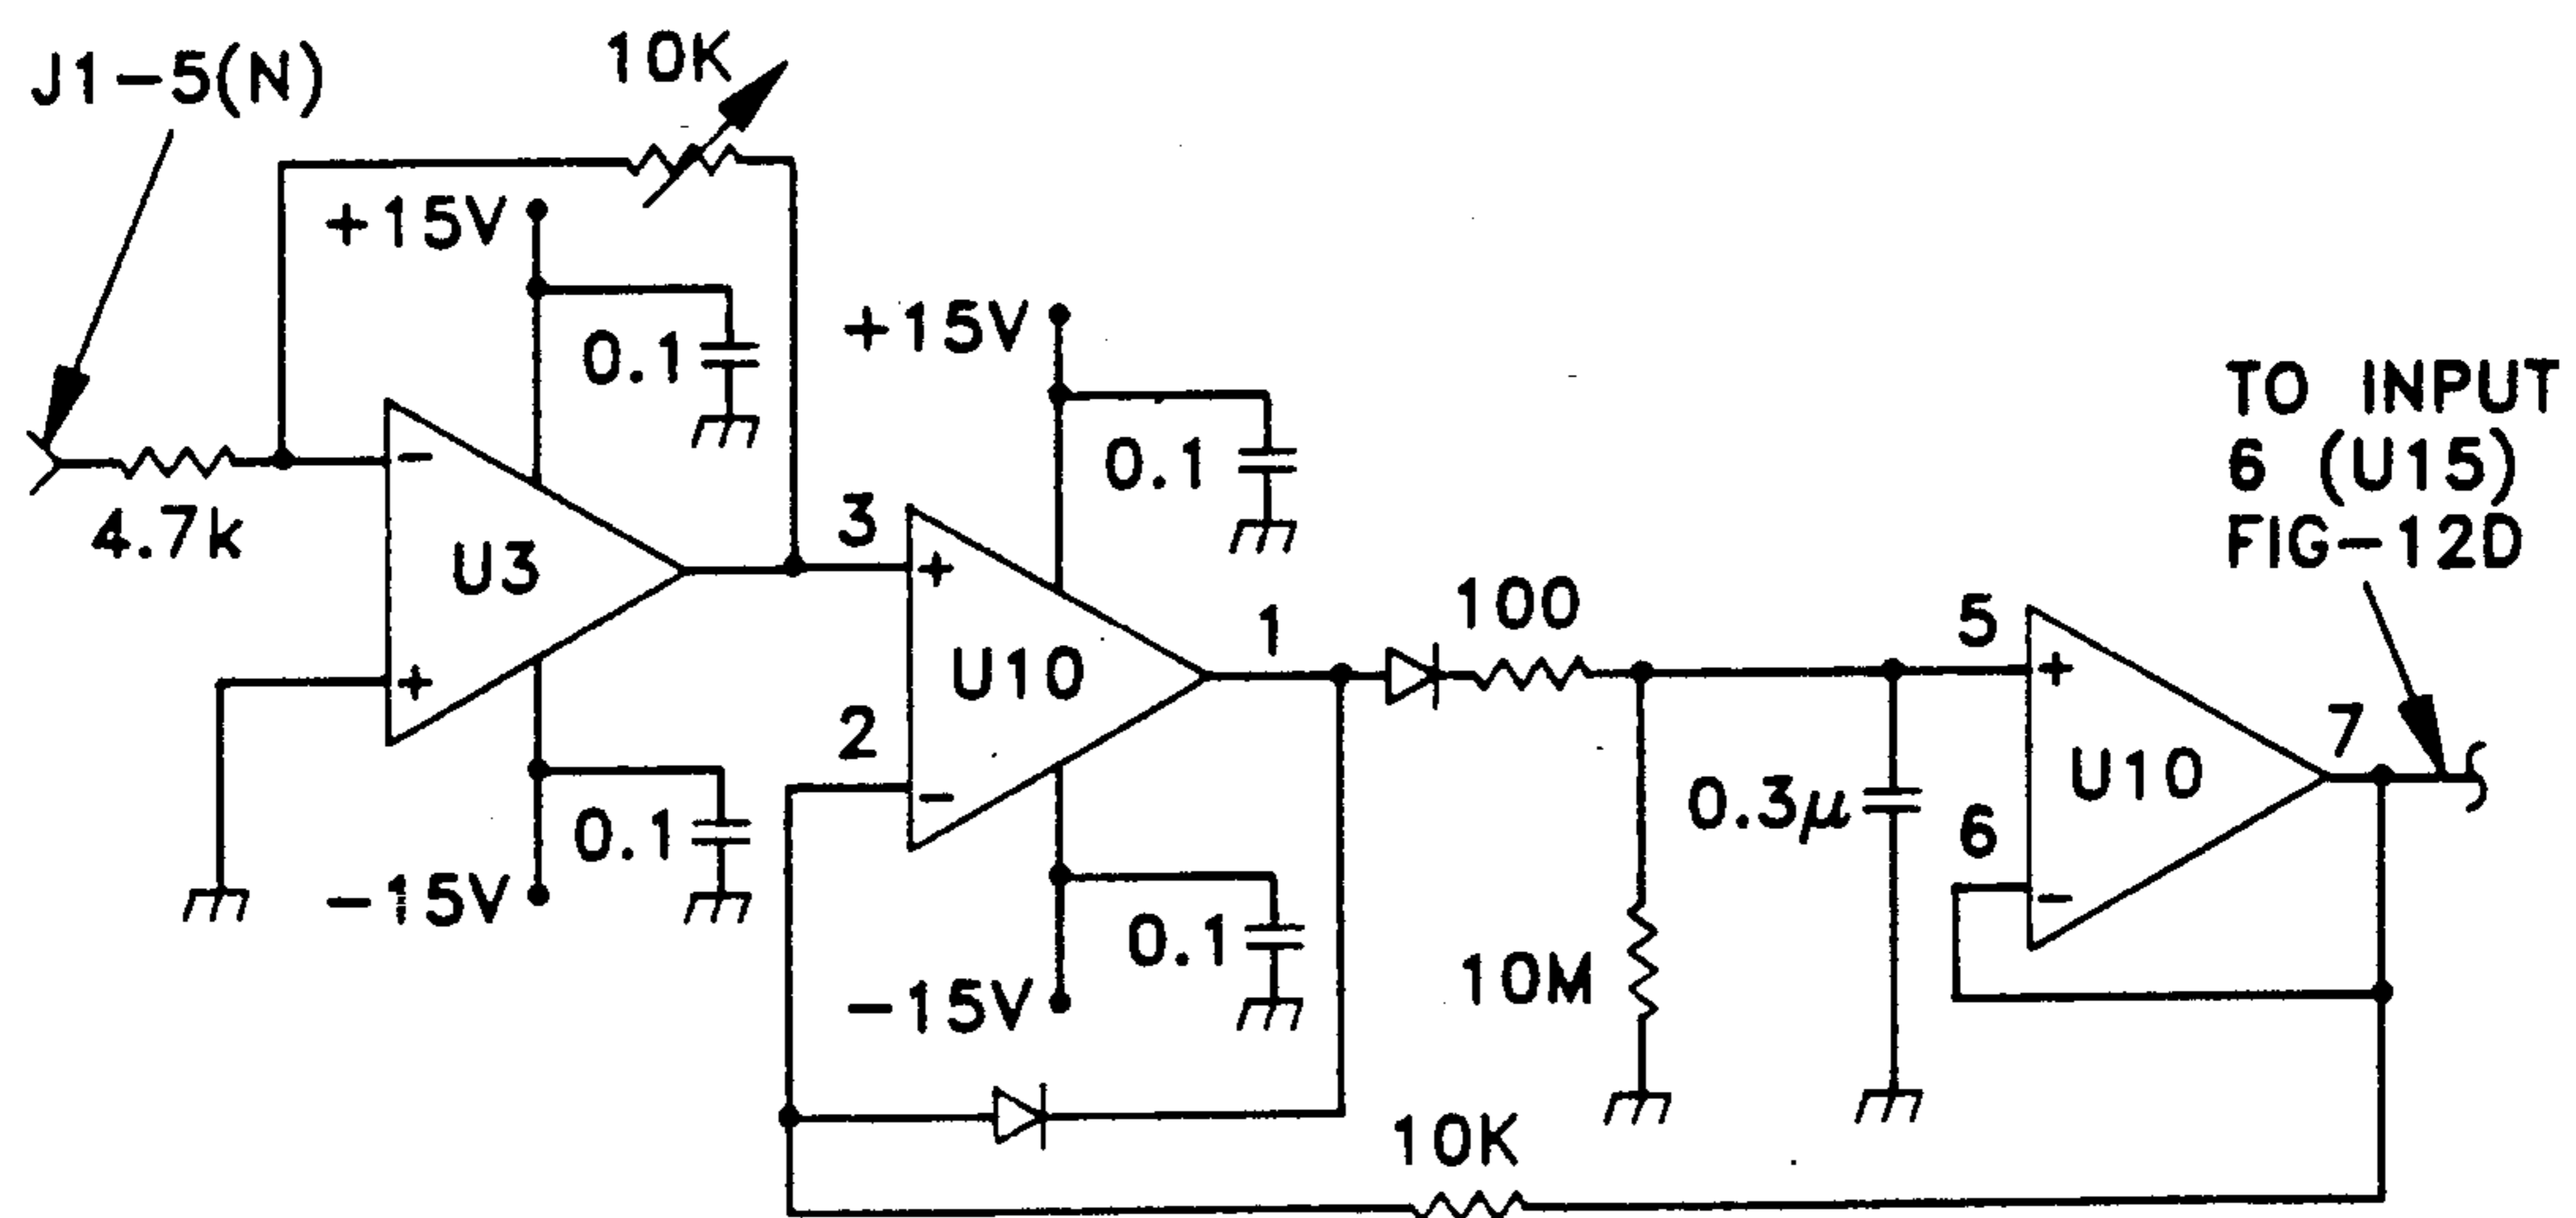 J1-5(N)
10K
+15V
0.1
4.7k
-
U3
+
-15V
0.1
+15V
0.1
3
+
U10
2
-
1
-15V
0.1
100
10M
0.3µ
5
+
U10
6
-
7
TO INPUT
6 (U15)
FIG-12D
10K